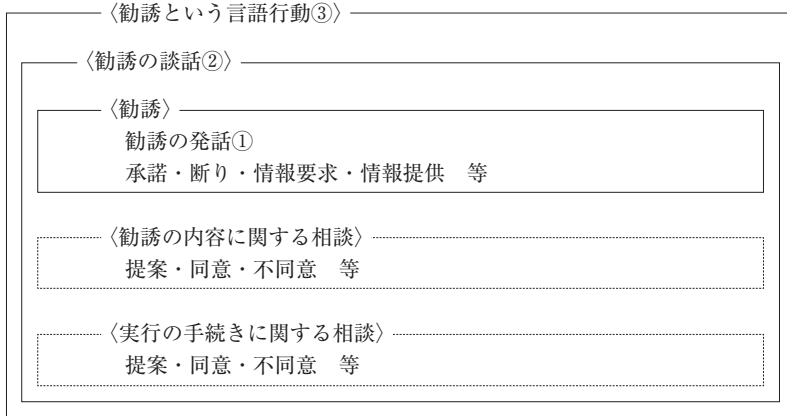 〈勧誘という言語行動③〉
〈勧誘の談話②〉
〈勧誘〉
勧誘の発話①
承諾・断り・情報要求・情報提供　等
〈勧誘の内容に関する相談〉
提案・同意・不同意　等
〈実行の手続きに関する相談〉
提案・同意・不同意　等